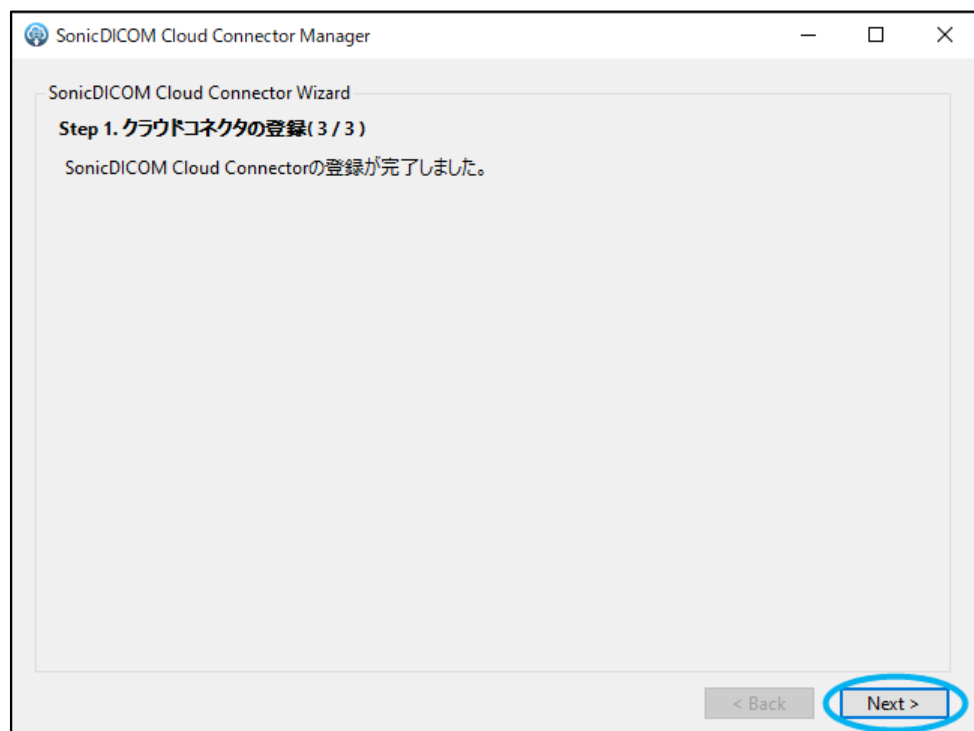 SonicDICOM Cloud Connector Manager
SonicDICOM Cloud Connector Wizard
Step 1. クラウドコネクタの登録( 3 / 3 )
SonicDICOM Cloud Connectorの登録が完了しました。
< Back
Next >